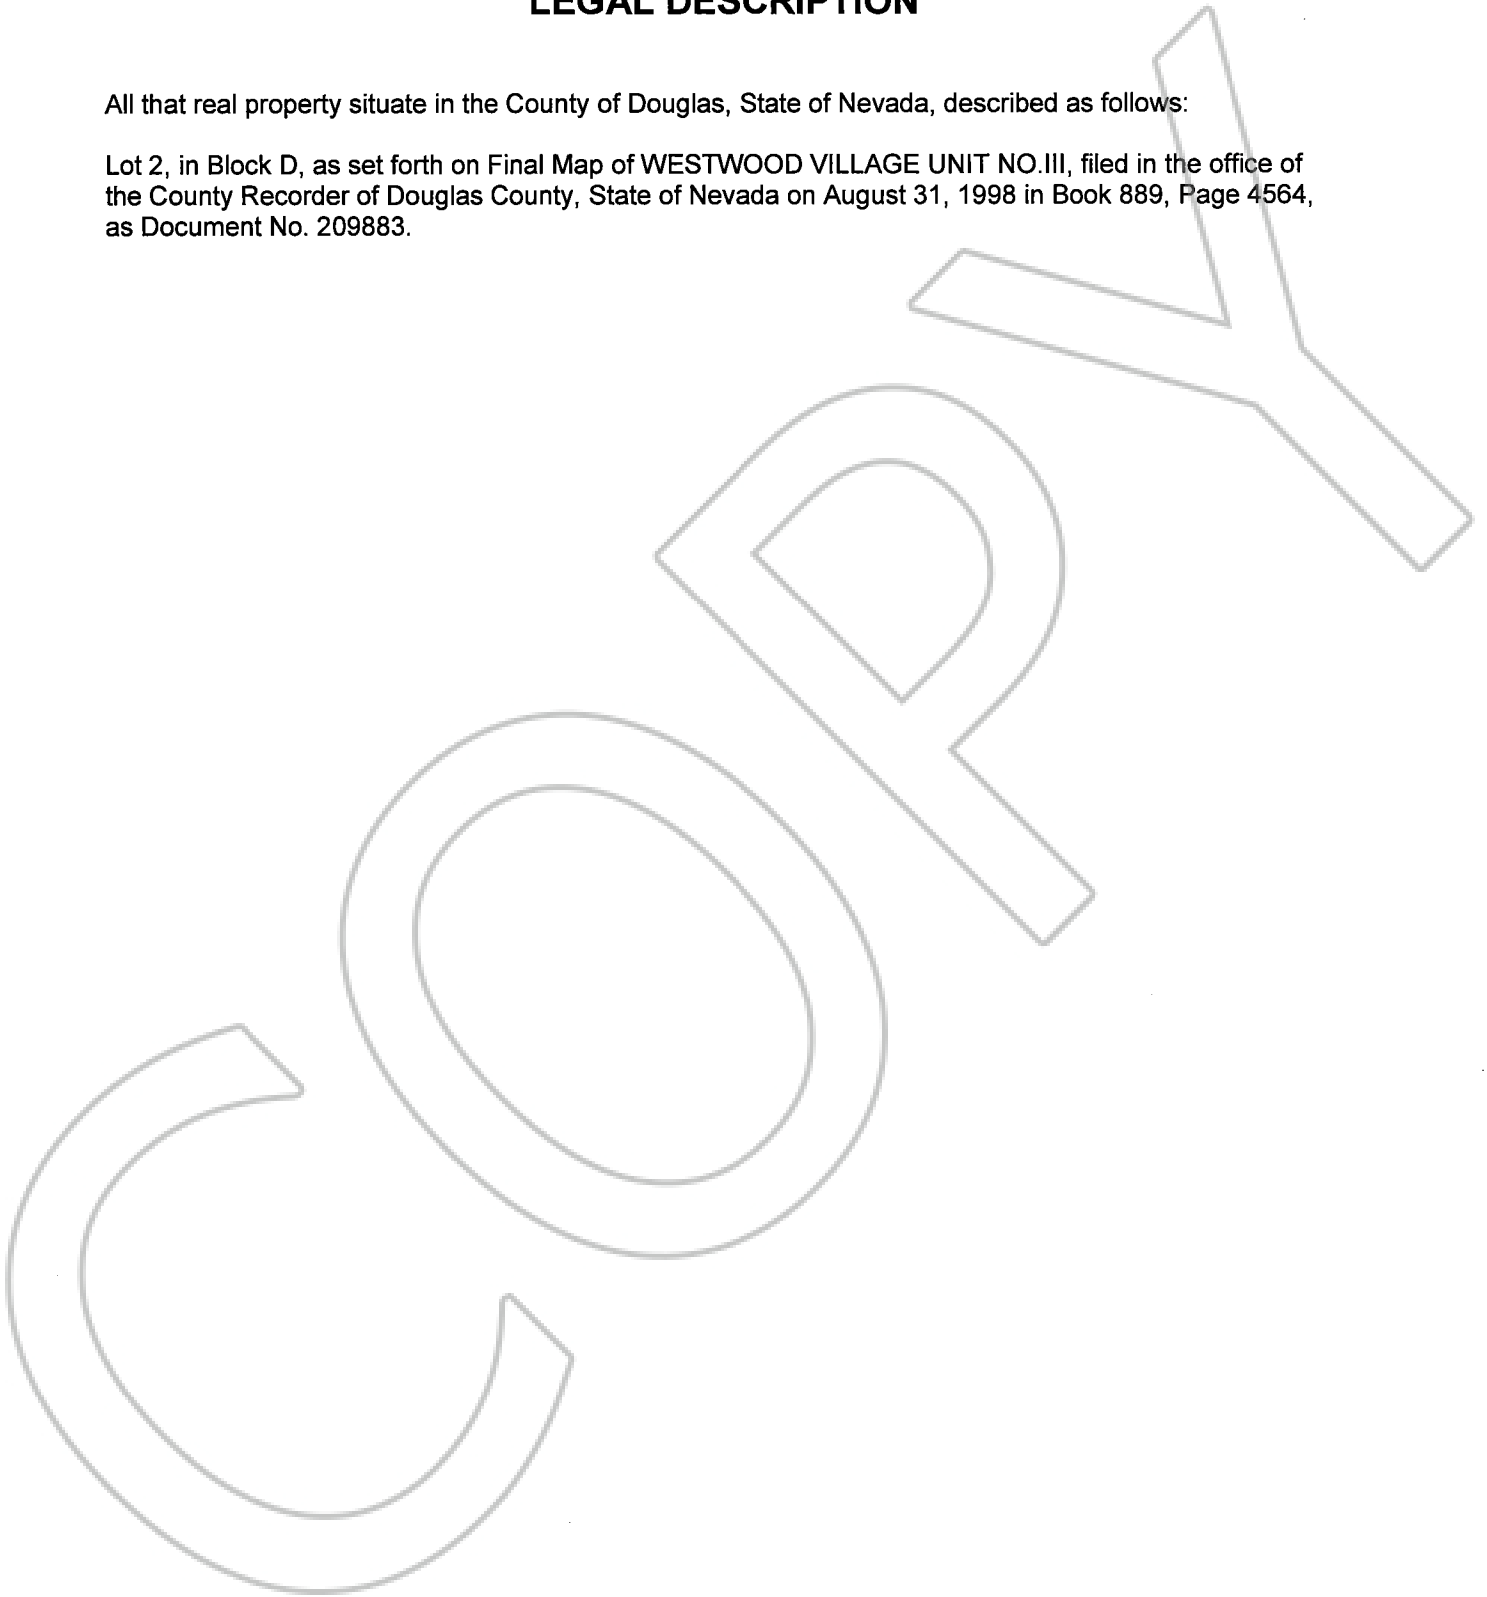 LEGAL DESCRIPTION
All that real property situate in the County of Douglas, State of Nevada, described as follows:
Lot 2, in Block D, as set forth on Final Map of WESTWOOD VILLAGE UNIT NO.III, filed in the office of
the County Recorder of Douglas County, State of Nevada on August 31, 1998 in Book 889, Page 4564,
as Document No. 209883.
COPY